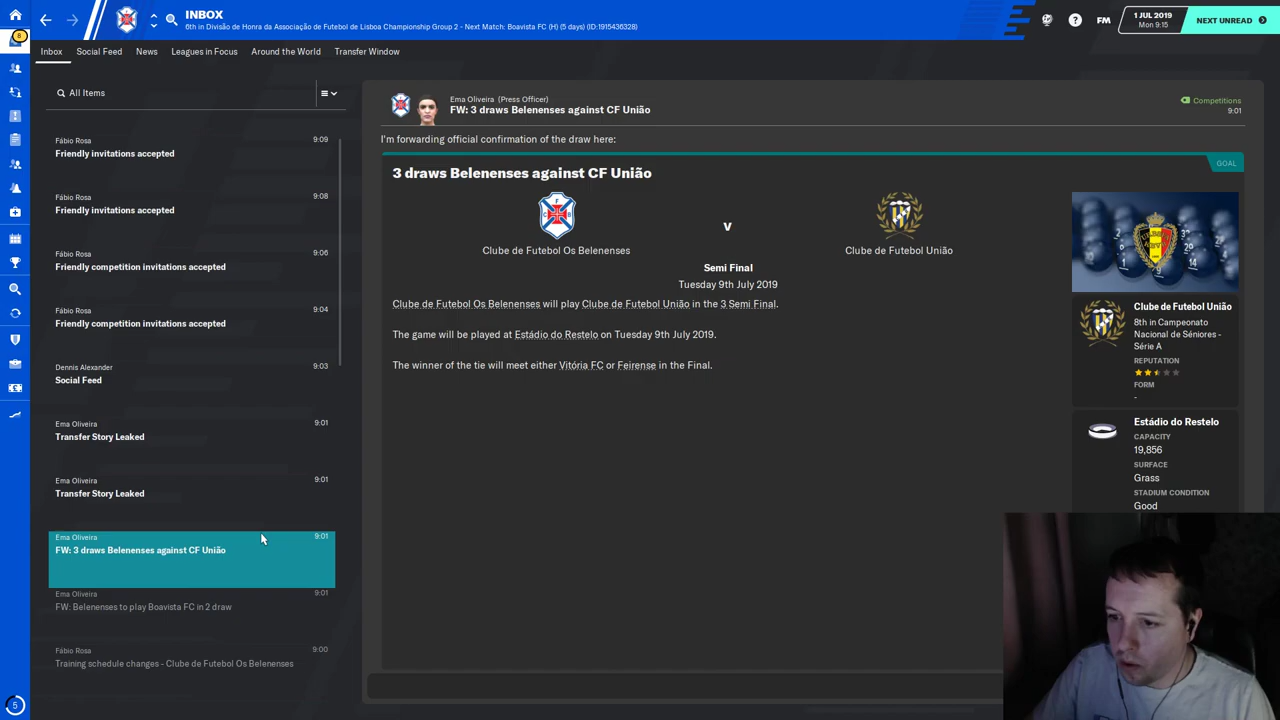 INBOX
6th in Divisão de Honra da Associação de Futebol de Lisboa Championship Group 2 - Next Match: Boavista FC (H) (5 days) (ID:1915436328)
FM
1 JUL 2019
Mon 9:15
NEXT UNREAD
8
Inbox
Social Feed
News
Leagues in Focus
Around the World
Transfer Window
All Items
Fábio Rosa
9:09
Friendly invitations accepted
Fábio Rosa
9:08
Friendly invitations accepted
Fábio Rosa
9:06
Friendly competition invitations accepted
Fábio Rosa
9:04
Friendly competition invitations accepted
Dennis Alexander
9:03
Social Feed
Ema Oliveira
9:01
Transfer Story Leaked
Ema Oliveira
9:01
Transfer Story Leaked
Ema Oliveira
9:01
FW: 3 draws Belenenses against CF União
Ema Oliveira
9:01
FW: Belenenses to play Boavista FC in 2 draw
Fábio Rosa
9:00
Training schedule changes - Clube de Futebol Os Belenenses
5
Ema Oliveira (Press Officer)
FW: 3 draws Belenenses against CF União
Competitions
9:01
I'm forwarding official confirmation of the draw here:
GOAL
3 draws Belenenses against CF União
v
Clube de Futebol Os Belenenses
Clube de Futebol União
Semi Final
Tuesday 9th July 2019
Clube de Futebol Os Belenenses will play Clube de Futebol União in the 3 Semi Final.
The game will be played at Estádio do Restelo on Tuesday 9th July 2019.
The winner of the tie will meet either Vitória FC or Feirense in the Final.
Clube de Futebol União
8th in Campeonato
Nacional de Séniores -
Série A
REPUTATION
FORM
-
Estádio do Restelo
CAPACITY
19,856
SURFACE
Grass
STADIUM CONDITION
Good